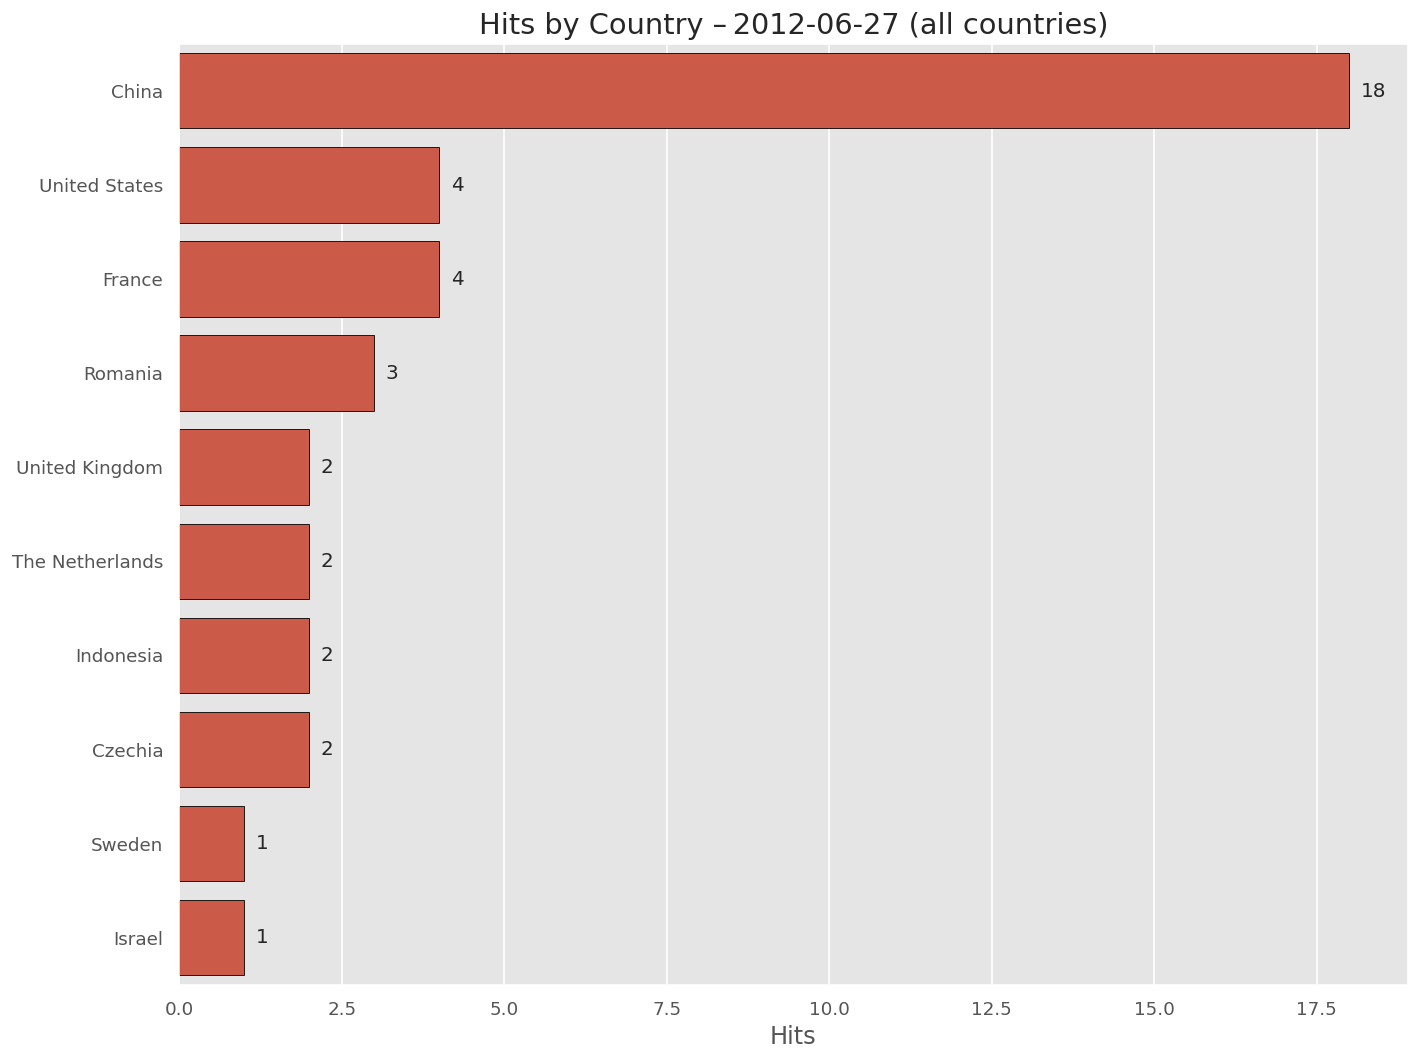 Hits by Country – 2012-06-27 (all countries)
China 18
United States 4
France 4
Romania 3
United Kingdom 2
The Netherlands 2
Indonesia 2
Czechia 2
Sweden 1
Israel 1
0.0 2.5 5.0 7.5 10.0 12.5 15.0 17.5
Hits